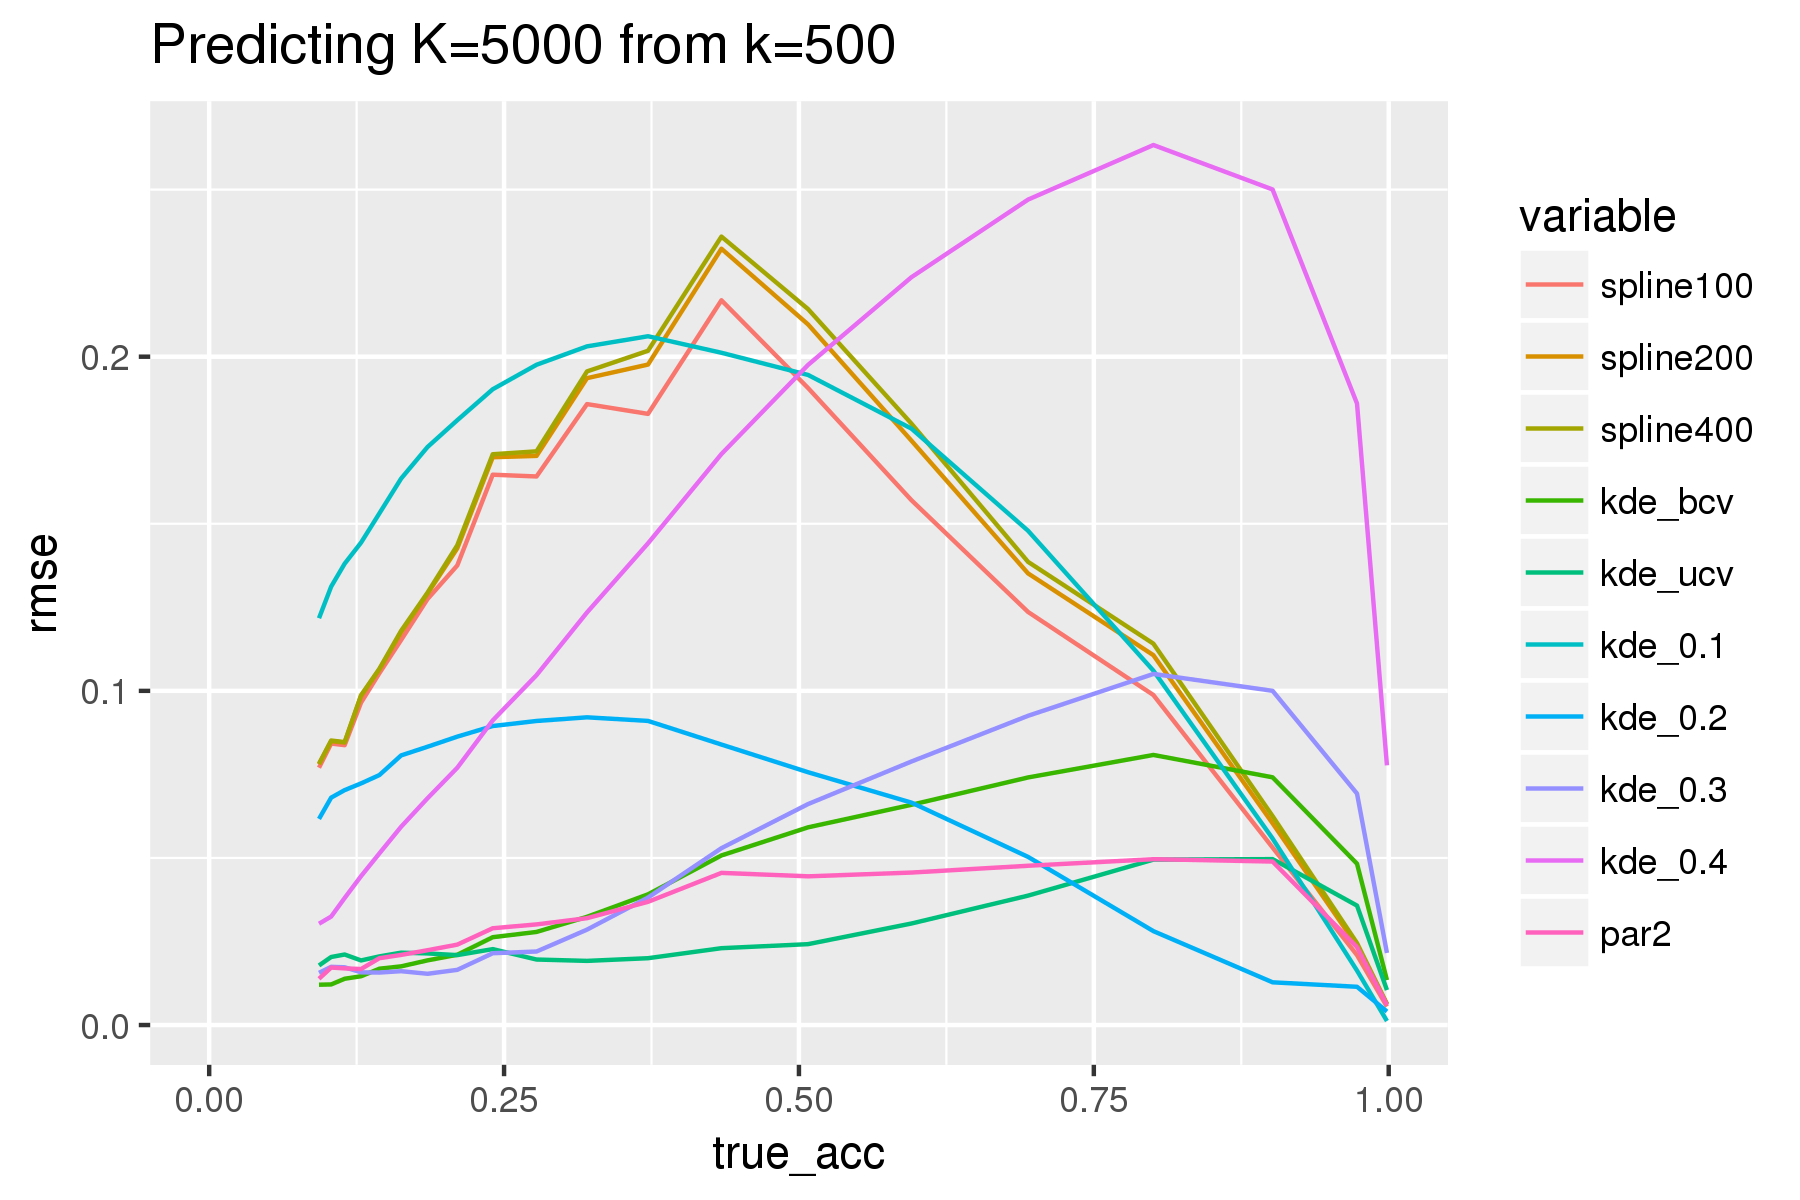 Predicting K=5000 from k=500
rmse
0.2
0.1
0.0
0.00 0.25 0.50 0.75 1.00
true_acc
variable
spline100
spline200
spline400
kde_bcv
kde_ucv
kde_0.1
kde_0.2
kde_0.3
kde_0.4
par2